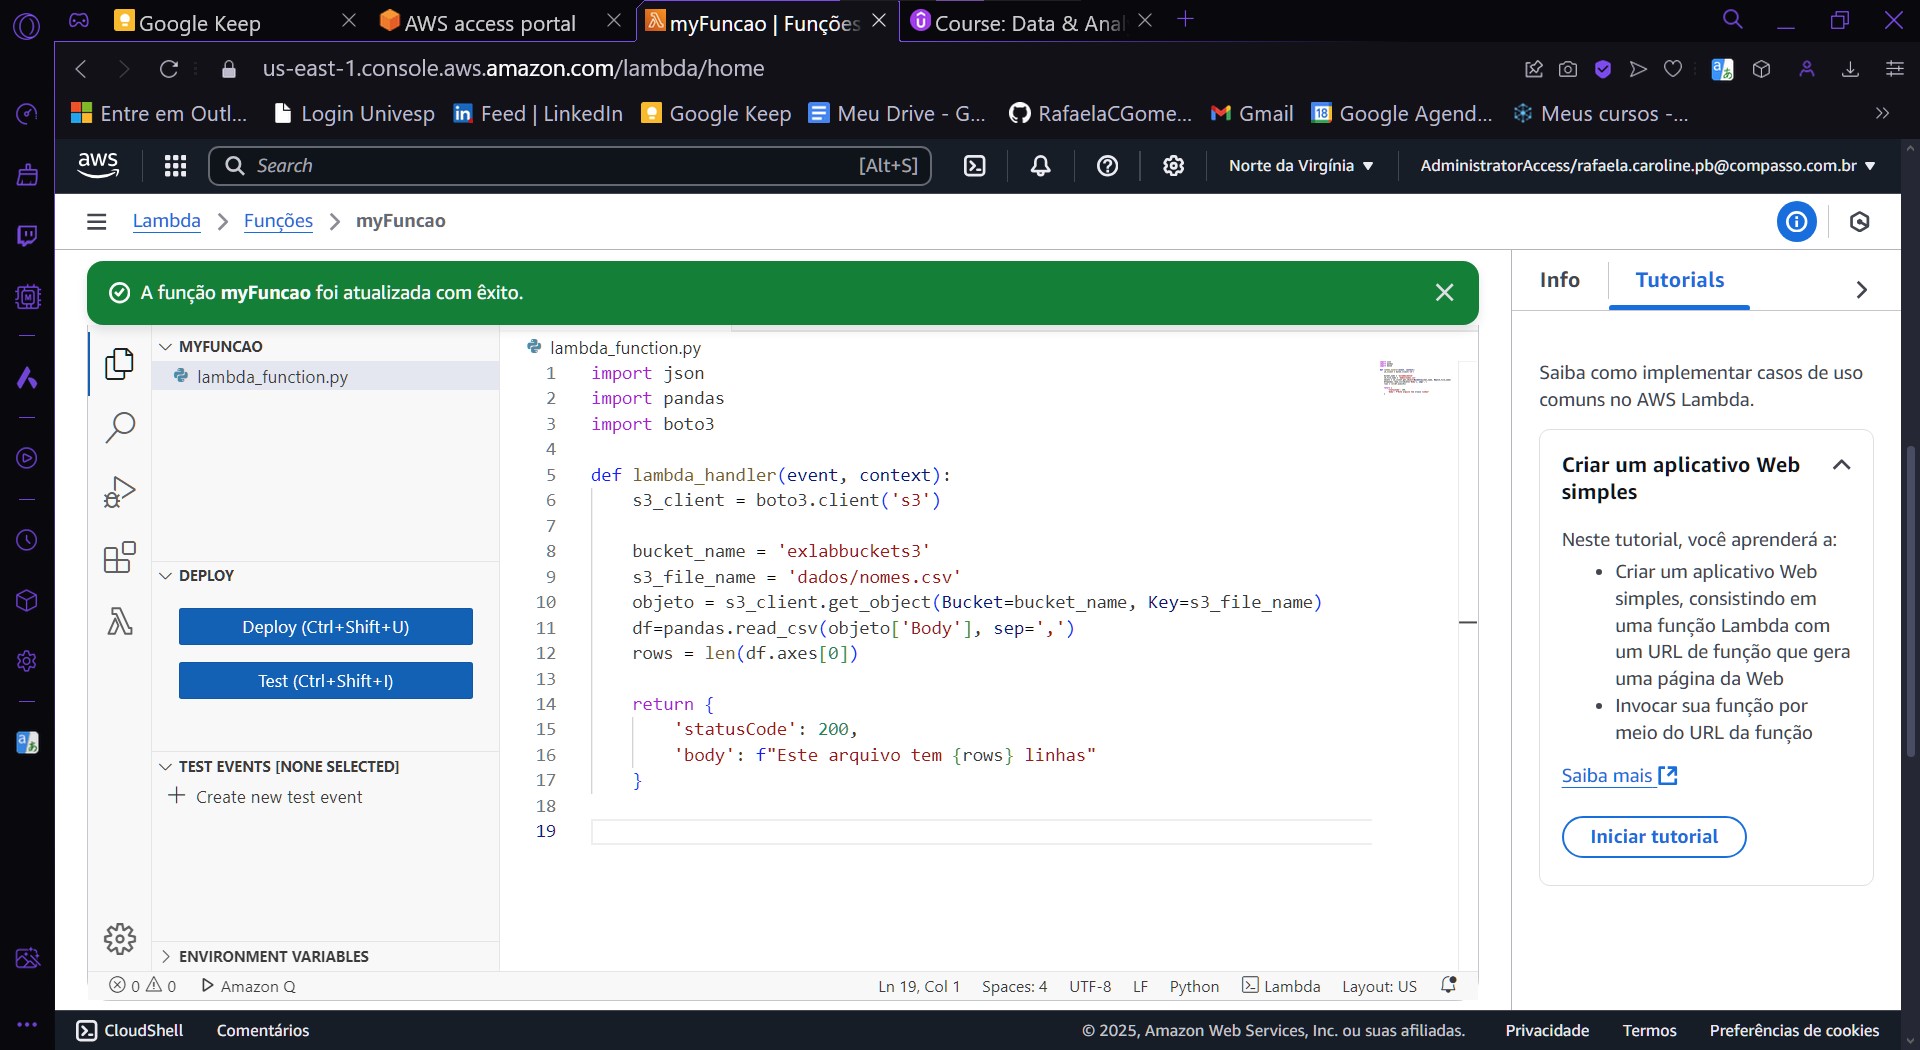 Google Keep
AWS access portal
myFuncao | Funções
Course: Data & Anal
us-east-1.console.aws.amazon.com/lambda/home
Entre em Outl...
Login Univesp
Feed | LinkedIn
Google Keep
Meu Drive - G...
RafaelaCGome...
Gmail
Google Agend...
Meus cursos -...
aws
Search
[Alt+S]
Norte da Virgínia
AdministratorAccess/rafaela.caroline.pb@compasso.com.br
Lambda
Funções
myFuncao
A função myFuncao foi atualizada com êxito.
MYFUNCAO
lambda_function.py
DEPLOY
Deploy (Ctrl+Shift+U)
Test (Ctrl+Shift+I)
TEST EVENTS [NONE SELECTED]
Create new test event
ENVIRONMENT VARIABLES
lambda_function.py
1 import json
2 import pandas
3 import boto3
4
5 def lambda_handler(event, context):
6 s3_client = boto3.client('s3')
7
8 bucket_name = 'exlabbuckets3'
9 s3_file_name = 'dados/nomes.csv'
10 objeto = s3_client.get_object(Bucket=bucket_name, Key=s3_file_name)
11 df=pandas.read_csv(objeto['Body'], sep=',')
12 rows = len(df.axes[0])
13
14 return {
15 'statusCode': 200,
16 'body': f"Este arquivo tem {rows} linhas"
17 }
18
19
0 0
Amazon Q
Ln 19, Col 1
Spaces: 4
UTF-8
LF
Python
Lambda
Layout: US
Info
Tutorials
Saiba como implementar casos de uso
comuns no AWS Lambda.
Criar um aplicativo Web
simples
Neste tutorial, você aprenderá a:
• Criar um aplicativo Web
simples, consistindo em
uma função Lambda com
um URL de função que gera
uma página da Web
• Invocar sua função por
meio do URL da função
Saiba mais
Iniciar tutorial
CloudShell
Comentários
© 2025, Amazon Web Services, Inc. ou suas afiliadas.
Privacidade
Termos
Preferências de cookies